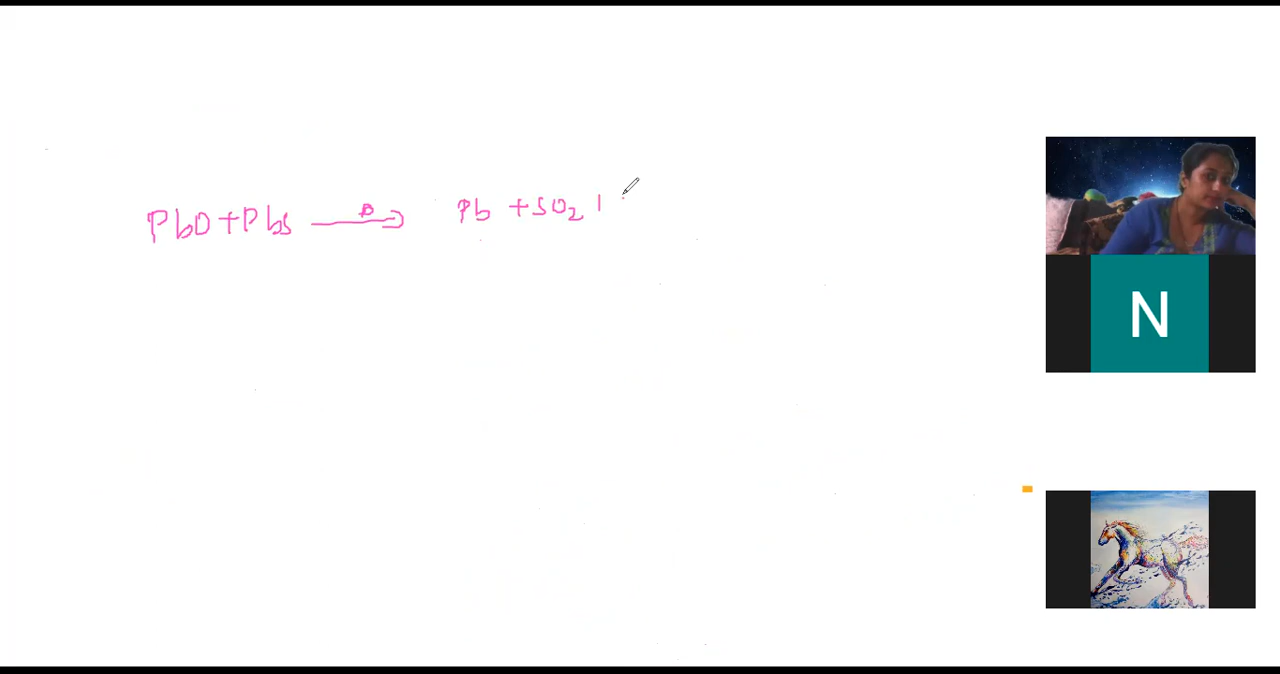 PbO + PbS → Pb + SO₂ ↑
N